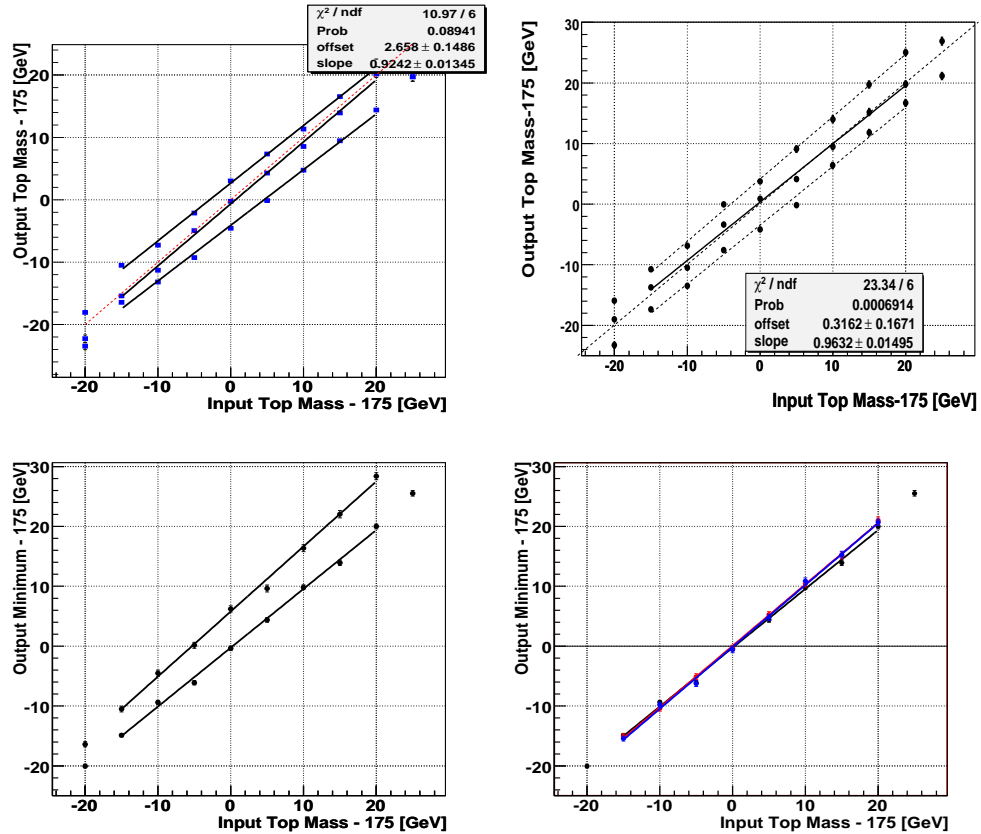 χ² / ndf 10.97 / 6
Prob 0.08941
offset 2.658 ± 0.1486
slope 0.9242 ± 0.01345
Output Top Mass - 175 [GeV]
20
10
0
-10
-20
-20 -10 0 10 20
Input Top Mass - 175 [GeV]
Output Top Mass-175 [GeV]
30
20
10
0
-10
-20
χ² / ndf 23.34 / 6
Prob 0.0006914
offset 0.3162 ± 0.1671
slope 0.9632 ± 0.01495
-20 -10 0 10 20
Input Top Mass-175 [GeV]
Output Minimum - 175 [GeV]
30
20
10
0
-10
-20
-20 -10 0 10 20
Input Top Mass - 175 [GeV]
Output Minimum - 175 [GeV]
30
20
10
0
-10
-20
-20 -10 0 10 20
Input Top Mass - 175 [GeV]